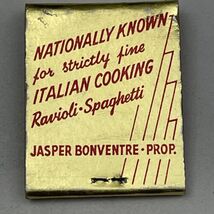 NATIONALLY KNOWN
for strictly fine
ITALIAN COOKING
Ravioli · Spaghetti
JASPER BONVENTRE · PROP.